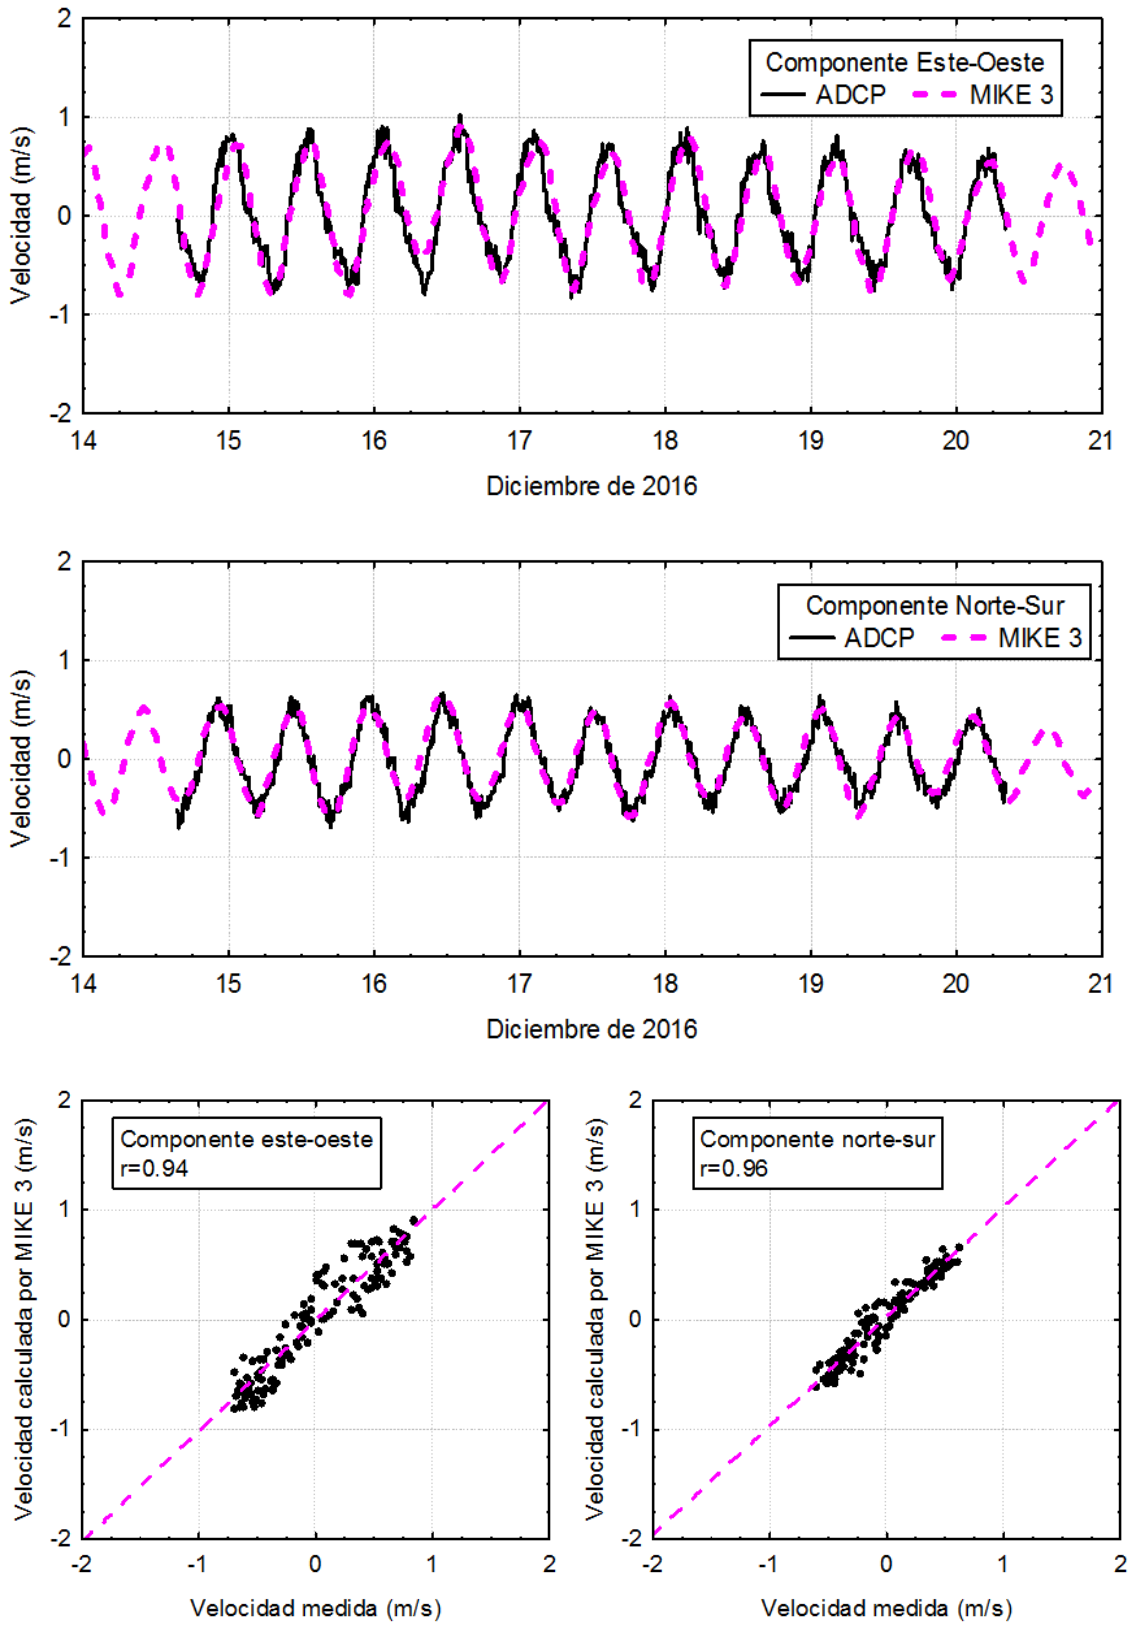 2
Componente Este-Oeste
ADCP MIKE 3
1
0
-1
-2
Velocidad (m/s)
14 15 16 17 18 19 20 21
Diciembre de 2016
2
Componente Norte-Sur
ADCP MIKE 3
1
0
-1
-2
Velocidad (m/s)
14 15 16 17 18 19 20 21
Diciembre de 2016
2
Componente este-oeste
r=0.94
1
0
-1
-2
Velocidad calculada por MIKE 3 (m/s)
-2 -1 0 1 2
Velocidad medida (m/s)
2
Componente norte-sur
r=0.96
1
0
-1
-2
Velocidad calculada por MIKE 3 (m/s)
-2 -1 0 1 2
Velocidad medida (m/s)